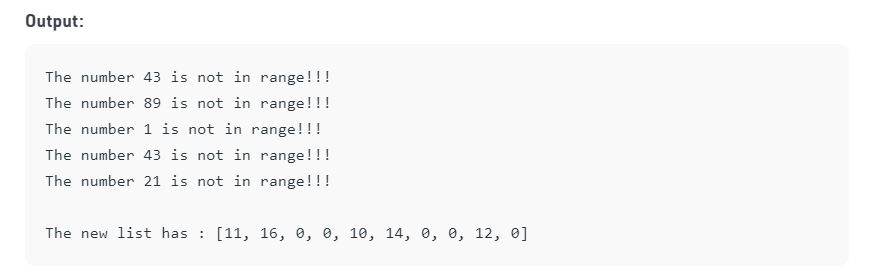 Output:
The number 43 is not in range!!!
The number 89 is not in range!!!
The number 1 is not in range!!!
The number 43 is not in range!!!
The number 21 is not in range!!!
The new list has : [11, 16, 0, 0, 10, 14, 0, 0, 12, 0]